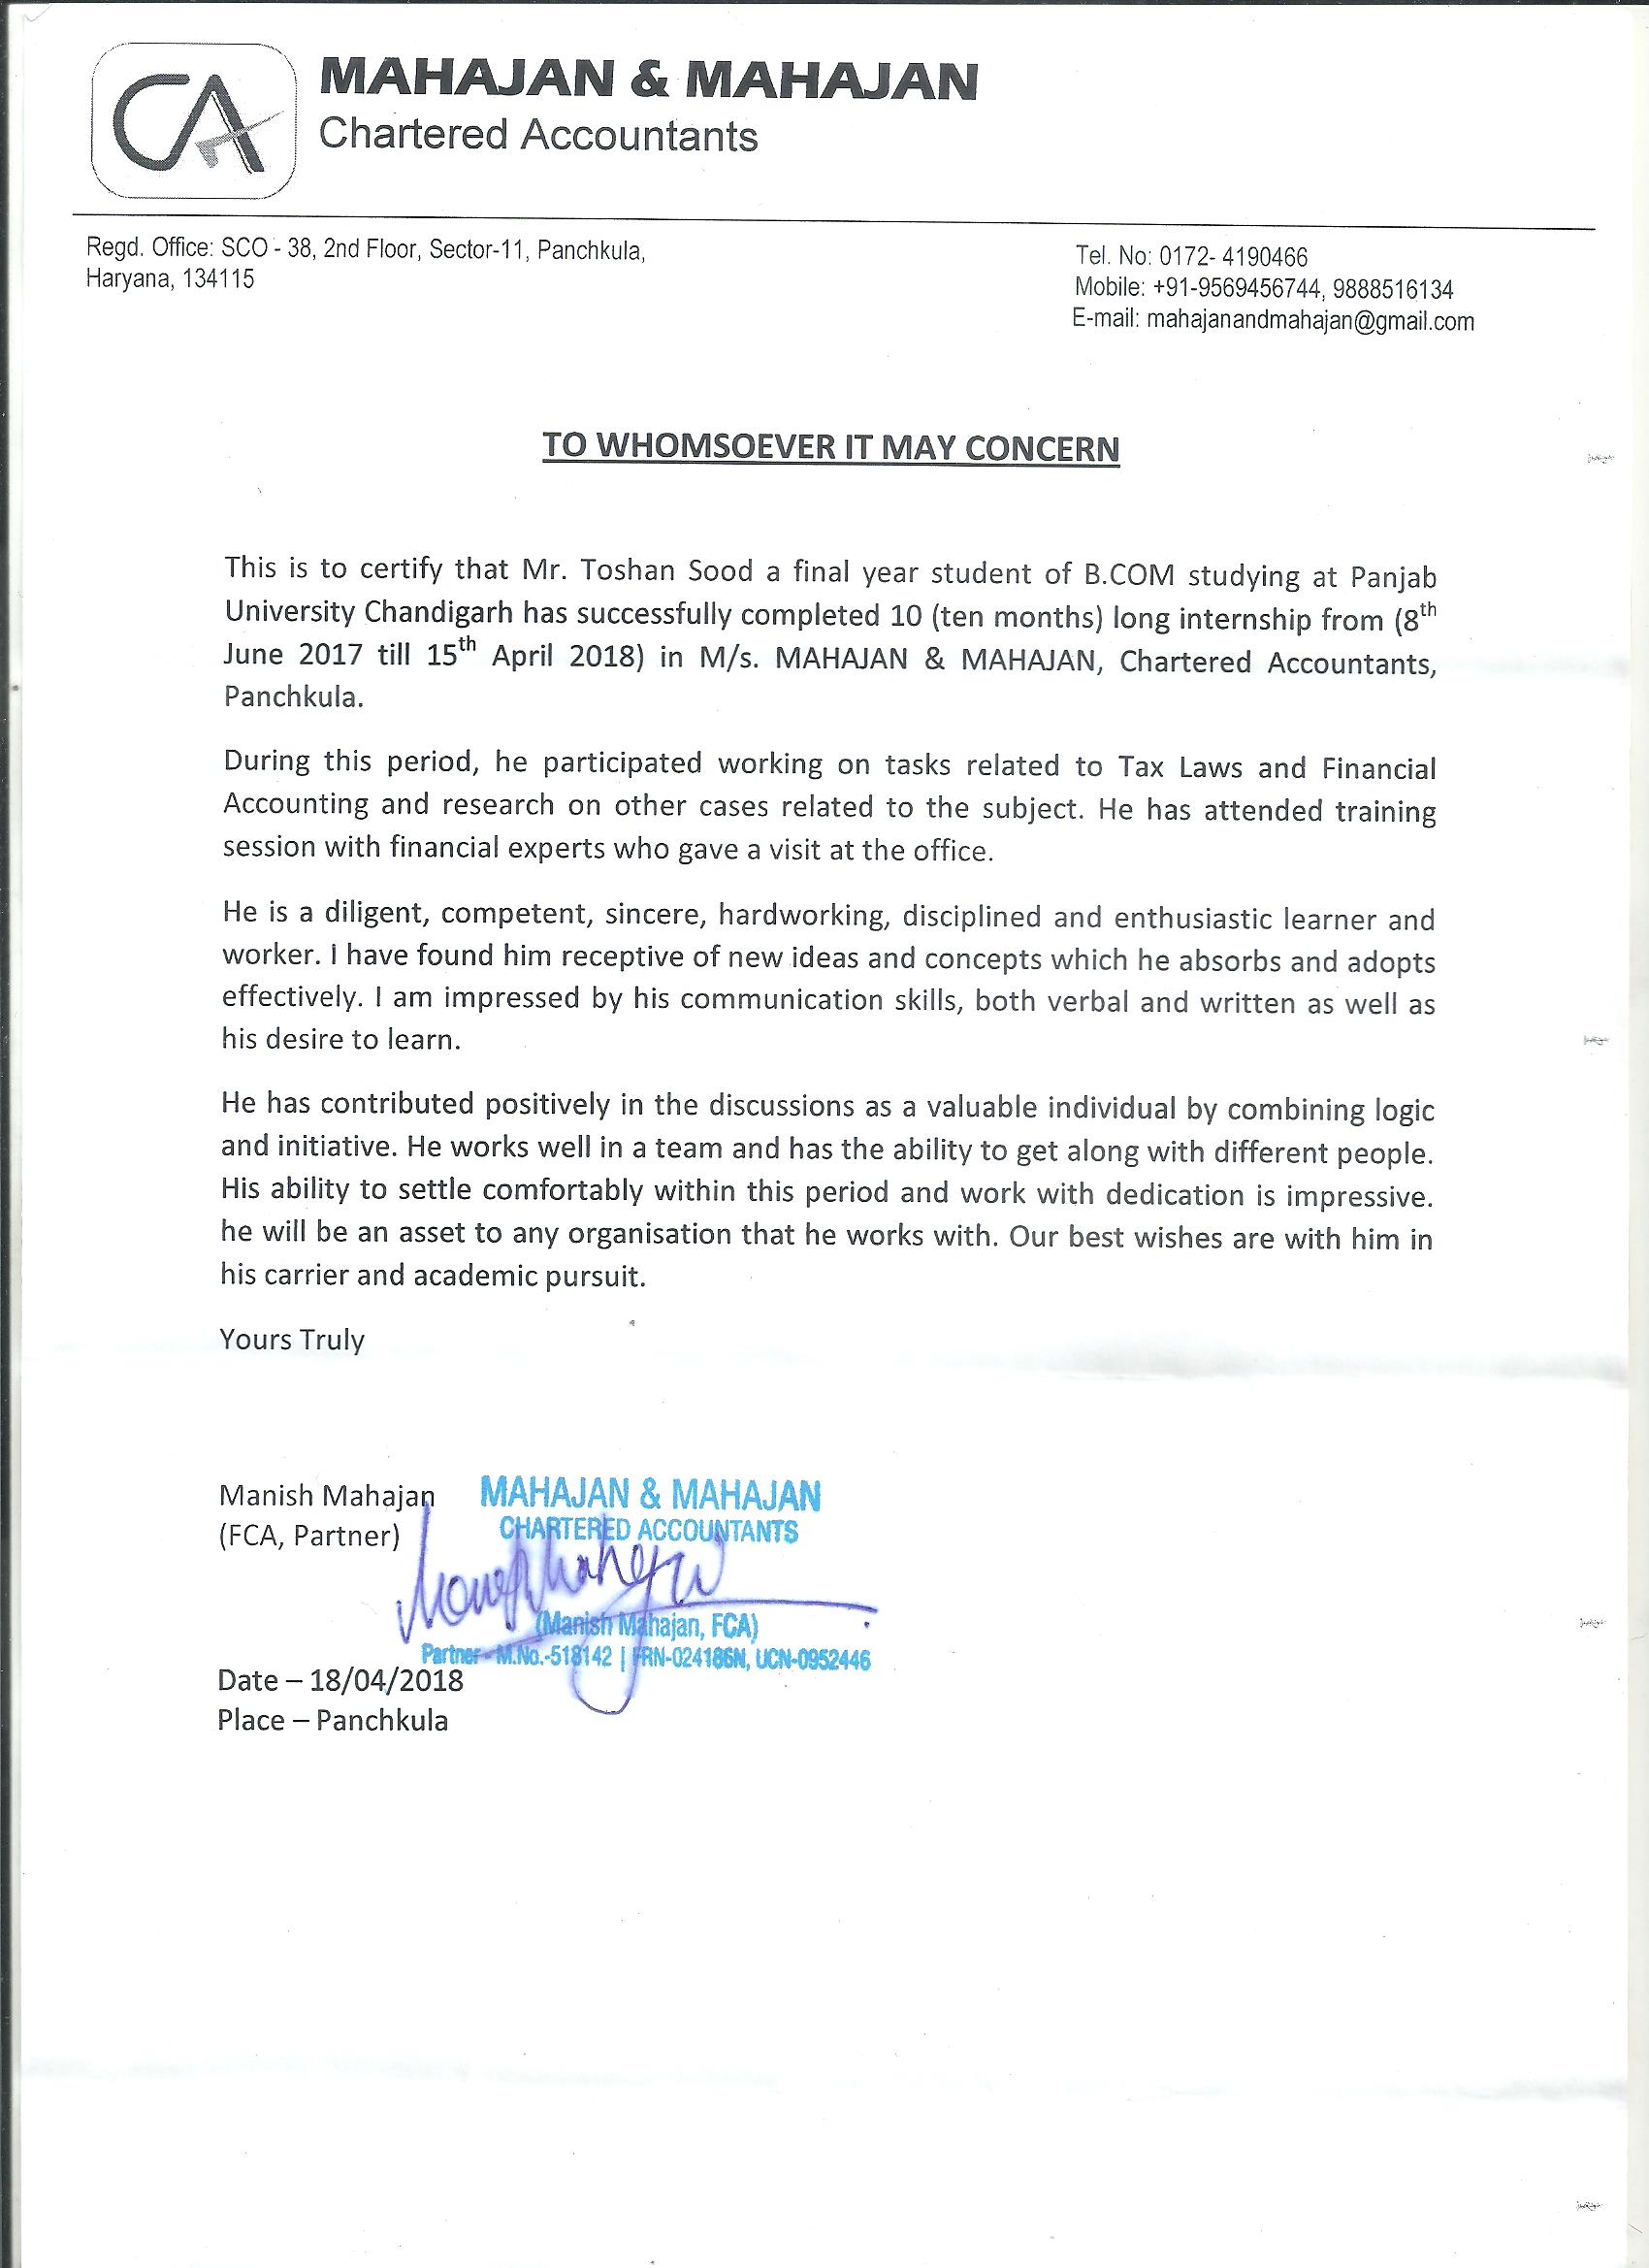 CA
MAHAJAN & MAHAJAN
Chartered Accountants
Regd. Office: SCO - 38, 2nd Floor, Sector-11, Panchkula,
Haryana, 134115
Tel. No: 0172- 4190466
Mobile: +91-9569456744, 9888516134
E-mail: mahajanandmahajan@gmail.com
TO WHOMSOEVER IT MAY CONCERN
This is to certify that Mr. Toshan Sood a final year student of B.COM studying at Panjab
University Chandigarh has successfully completed 10 (ten months) long internship from (8th
June 2017 till 15th April 2018) in M/s. MAHAJAN & MAHAJAN, Chartered Accountants,
Panchkula.
During this period, he participated working on tasks related to Tax Laws and Financial
Accounting and research on other cases related to the subject. He has attended training
session with financial experts who gave a visit at the office.
He is a diligent, competent, sincere, hardworking, disciplined and enthusiastic learner and
worker. I have found him receptive of new ideas and concepts which he absorbs and adopts
effectively. I am impressed by his communication skills, both verbal and written as well as
his desire to learn.
He has contributed positively in the discussions as a valuable individual by combining logic
and initiative. He works well in a team and has the ability to get along with different people.
His ability to settle comfortably within this period and work with dedication is impressive.
he will be an asset to any organisation that he works with. Our best wishes are with him in
his carrier and academic pursuit.
Yours Truly
Manish Mahajan
(FCA, Partner)
MAHAJAN & MAHAJAN
CHARTERED ACCOUNTANTS
(Manish Mahajan, FCA)
Partner - M.No.-518142 | FRN-024186N, UCN-0952446
Date – 18/04/2018
Place – Panchkula